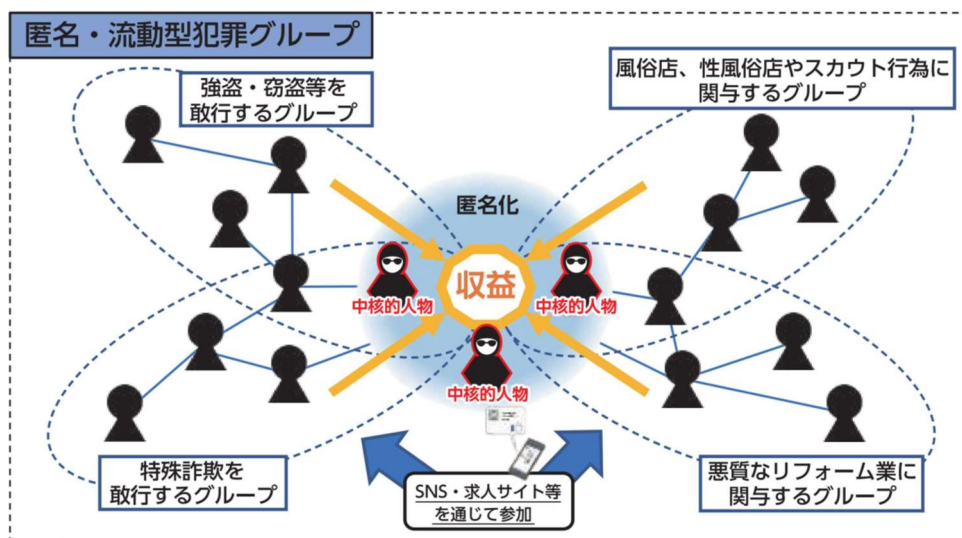 匿名・流動型犯罪グループ
強盗・窃盗等を
敢行するグループ
風俗店、性風俗店やスカウト行為に
関与するグループ
匿名化
収益
中核的人物
中核的人物
中核的人物
特殊詐欺を
敢行するグループ
SNS・求人サイト等
を通じて参加
悪質なリフォーム業に
関与するグループ